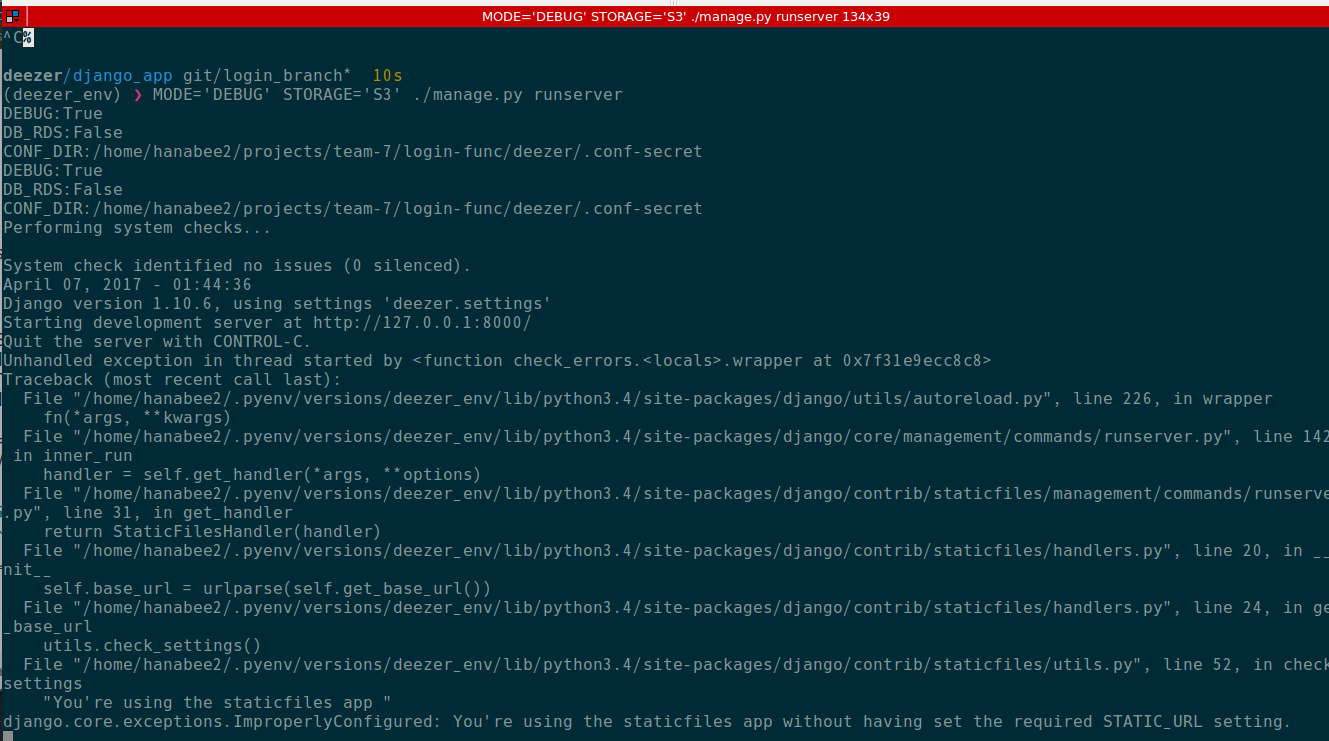 MODE='DEBUG' STORAGE='S3' ./manage.py runserver 134x39
^C%
deezer/django_app git/login_branch* 10s
(deezer_env) ❯ MODE='DEBUG' STORAGE='S3' ./manage.py runserver
DEBUG:True
DB_RDS:False
CONF_DIR:/home/hanabee2/projects/team-7/login-func/deezer/.conf-secret
DEBUG:True
DB_RDS:False
CONF_DIR:/home/hanabee2/projects/team-7/login-func/deezer/.conf-secret
Performing system checks...
System check identified no issues (0 silenced).
April 07, 2017 - 01:44:36
Django version 1.10.6, using settings 'deezer.settings'
Starting development server at http://127.0.0.1:8000/
Quit the server with CONTROL-C.
Unhandled exception in thread started by <function check_errors.<locals>.wrapper at 0x7f31e9ecc8c8>
Traceback (most recent call last):
File "/home/hanabee2/.pyenv/versions/deezer_env/lib/python3.4/site-packages/django/utils/autoreload.py", line 226, in wrapper
fn(*args, **kwargs)
File "/home/hanabee2/.pyenv/versions/deezer_env/lib/python3.4/site-packages/django/core/management/commands/runserver.py", line 142
in inner_run
handler = self.get_handler(*args, **options)
File "/home/hanabee2/.pyenv/versions/deezer_env/lib/python3.4/site-packages/django/contrib/staticfiles/management/commands/runserve
.py", line 31, in get_handler
return StaticFilesHandler(handler)
File "/home/hanabee2/.pyenv/versions/deezer_env/lib/python3.4/site-packages/django/contrib/staticfiles/handlers.py", line 20, in __
nit__
self.base_url = urlparse(self.get_base_url())
File "/home/hanabee2/.pyenv/versions/deezer_env/lib/python3.4/site-packages/django/contrib/staticfiles/handlers.py", line 24, in ge
_base_url
utils.check_settings()
File "/home/hanabee2/.pyenv/versions/deezer_env/lib/python3.4/site-packages/django/contrib/staticfiles/utils.py", line 52, in check
settings
"You're using the staticfiles app "
django.core.exceptions.ImproperlyConfigured: You're using the staticfiles app without having set the required STATIC_URL setting.